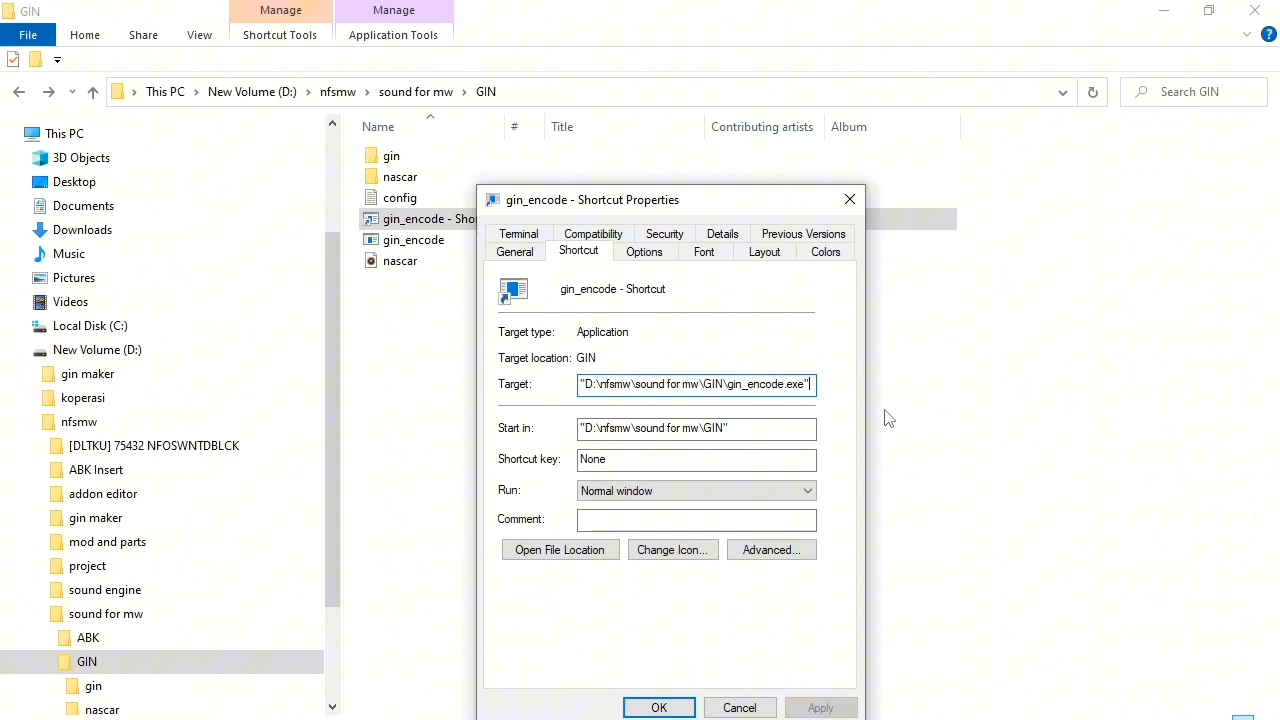 GIN
Manage
Manage
File
Home
Share
View
Shortcut Tools
Application Tools
This PC
New Volume (D:)
nfsmw
sound for mw
GIN
Search GIN
Name
#
Title
Contributing artists
Album
This PC
3D Objects
Desktop
Documents
Downloads
Music
Pictures
Videos
Local Disk (C:)
New Volume (D:)
gin maker
koperasi
nfsmw
[DLTKU] 75432 NFOSWNTDBLCK
ABK Insert
addon editor
gin maker
mod and parts
project
sound engine
sound for mw
ABK
GIN
gin
nascar
gin
nascar
config
gin_encode - Shor
gin_encode
nascar
gin_encode - Shortcut Properties
Terminal
Compatibility
Security
Details
Previous Versions
General
Shortcut
Options
Font
Layout
Colors
gin_encode - Shortcut
Target type: Application
Target location: GIN
Target: "D:\nfsmw\sound for mw\GIN\gin_encode.exe"
Start in: "D:\nfsmw\sound for mw\GIN"
Shortcut key: None
Run: Normal window
Comment:
Open File Location
Change Icon...
Advanced...
OK
Cancel
Apply